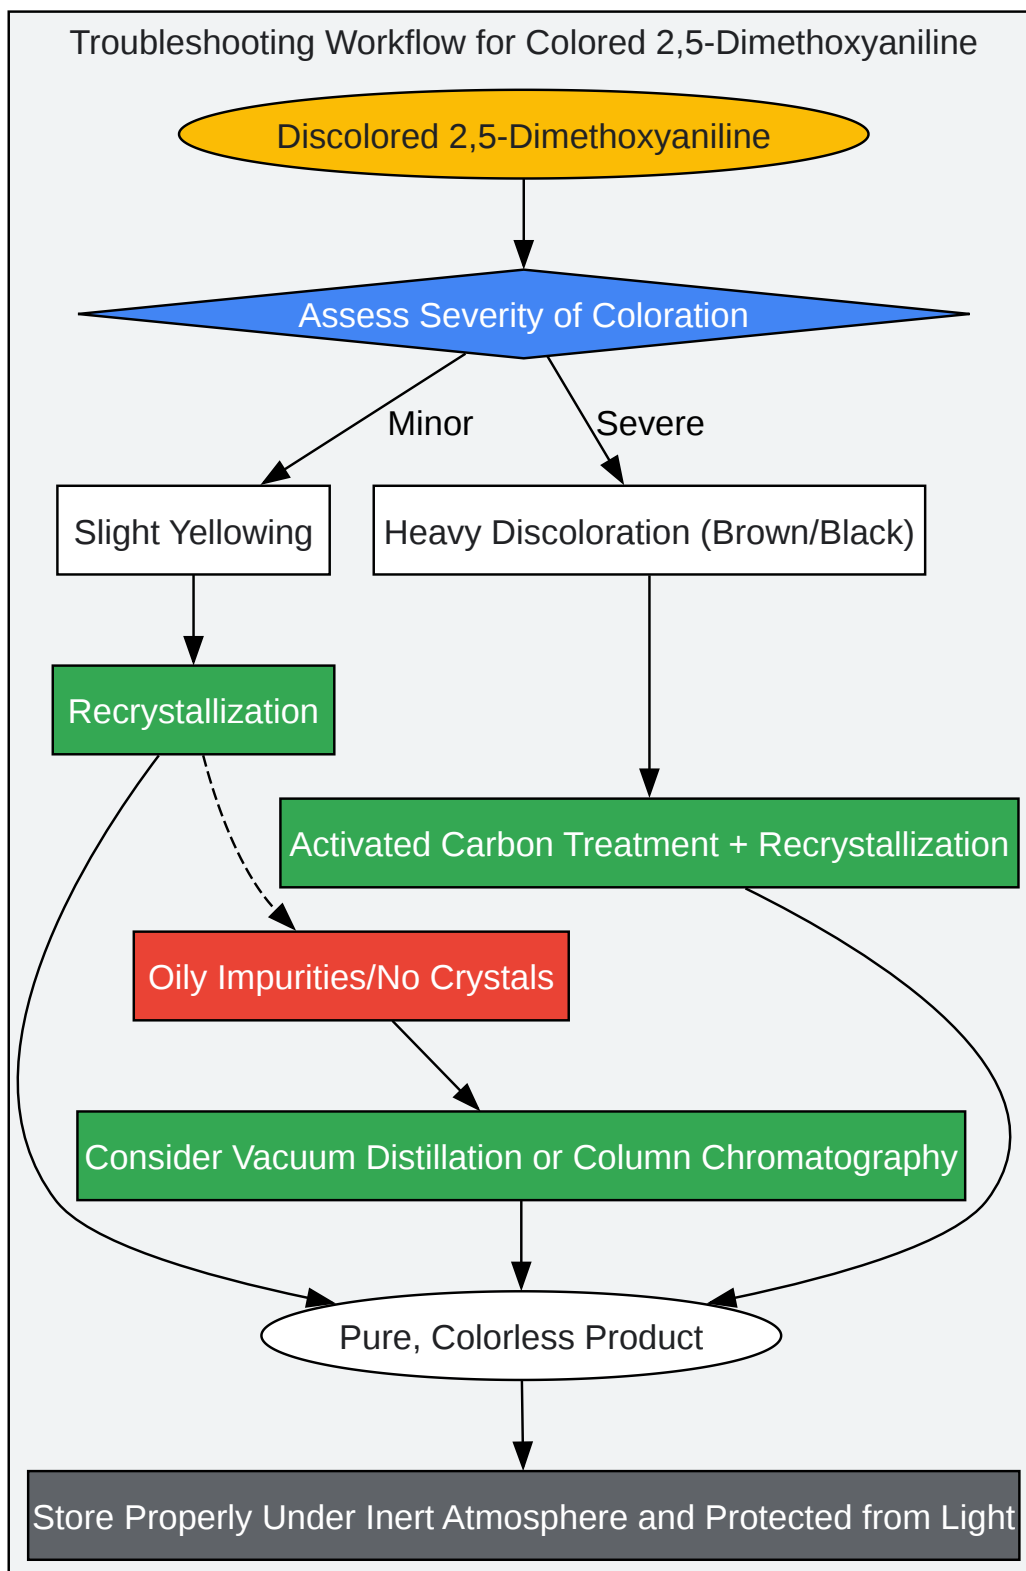 Troubleshooting Workflow for Colored 2,5-Dimethoxyaniline
Discolored 2,5-Dimethoxyaniline
Assess Severity of Coloration
Minor
Severe
Slight Yellowing
Heavy Discoloration (Brown/Black)
Recrystallization
Activated Carbon Treatment + Recrystallization
Oily Impurities/No Crystals
Consider Vacuum Distillation or Column Chromatography
Pure, Colorless Product
Store Properly Under Inert Atmosphere and Protected from Light